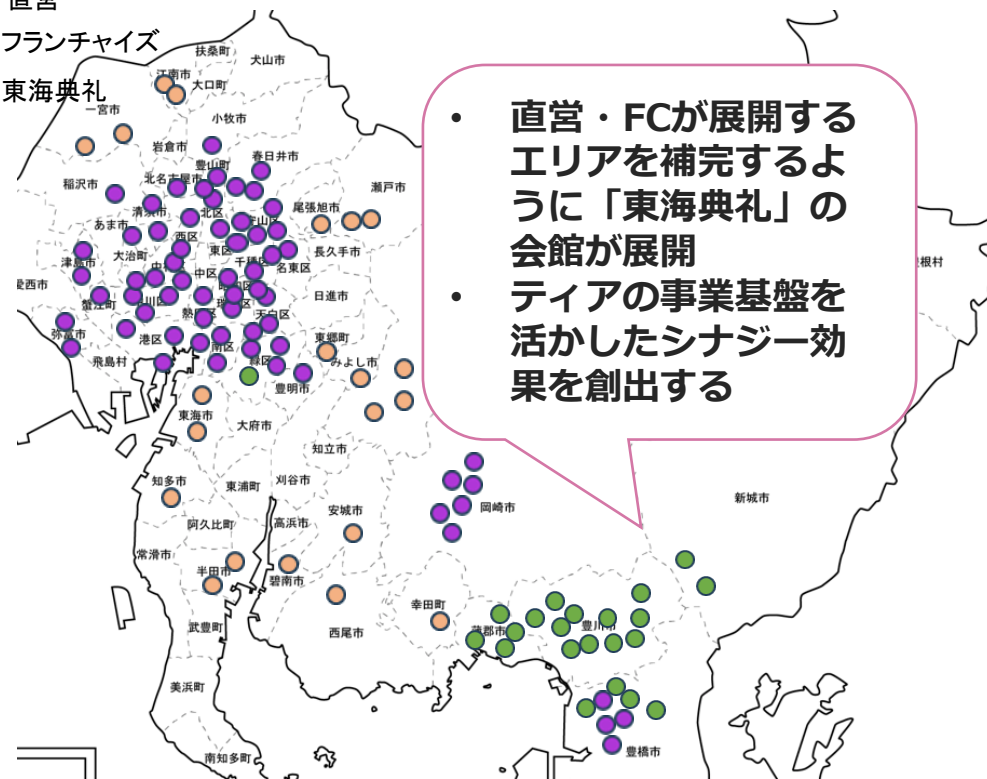 直営
フランチャイズ
東海典礼
扶桑町
犬山市
江南市
大口町
一宮市
小牧市
岩倉市
豊山町
春日井市
稲沢市
北名古屋市
瀬戸市
清須市
北区
守山区
尾張旭市
あま市
西区
東区
長久手市
津島市
大治町
中区
千種区
名東区
愛西市
日進市
蟹江町
中川区
熱田区
瑞穂区
天白区
弥富市
港区
南区
緑区
東郷町
みよし市
飛島村
豊明市
東海市
大府市
知立市
知多市
東浦町
刈谷市
安城市
岡崎市
新城市
阿久比町
高浜市
常滑市
半田市
碧南市
幸田町
西尾市
蒲郡市
豊川市
武豊町
美浜町
南知多町
豊橋市
根村
• 直営・FCが展開する
エリアを補完するよ
うに「東海典礼」の
会館が展開
• ティアの事業基盤を
活かしたシナジー効
果を創出する